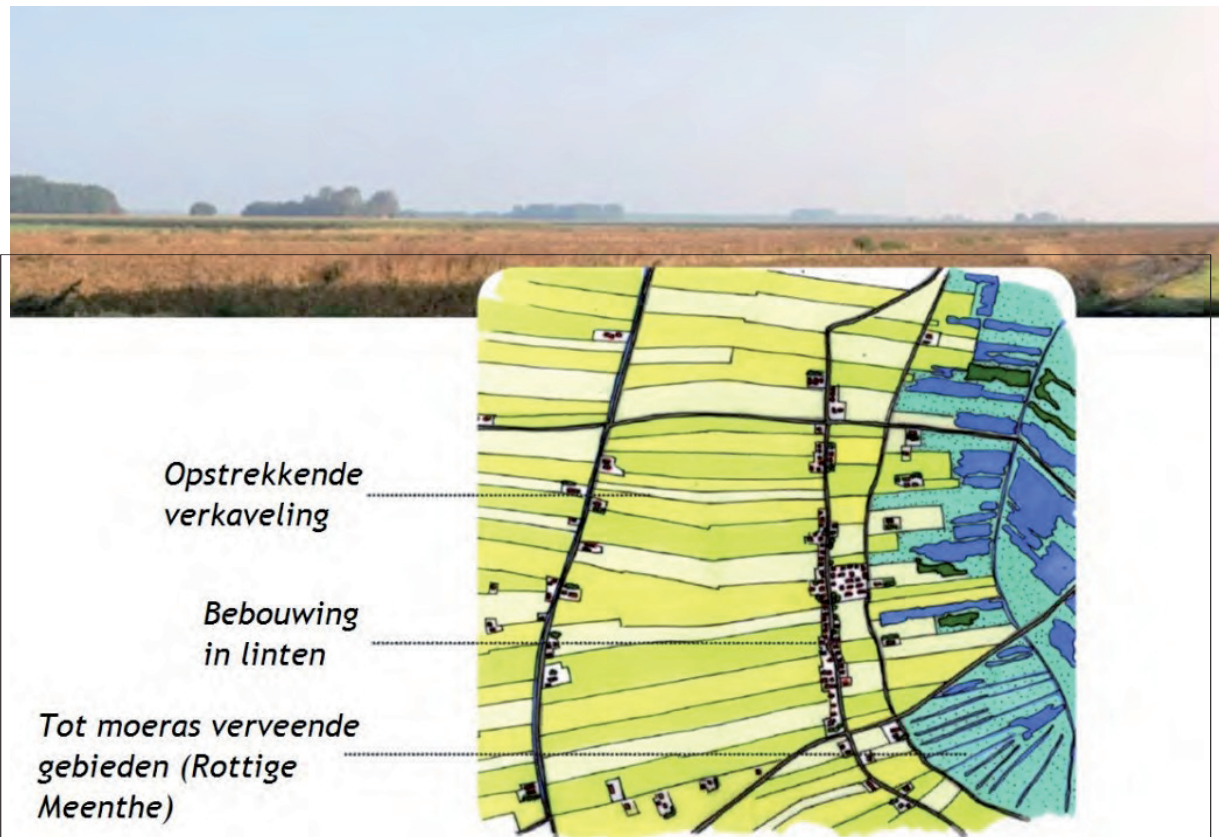 Opstrekkende
verkaveling
Bebouwing
in linten
Tot moeras verveende
gebieden (Rottige
Meenthe)